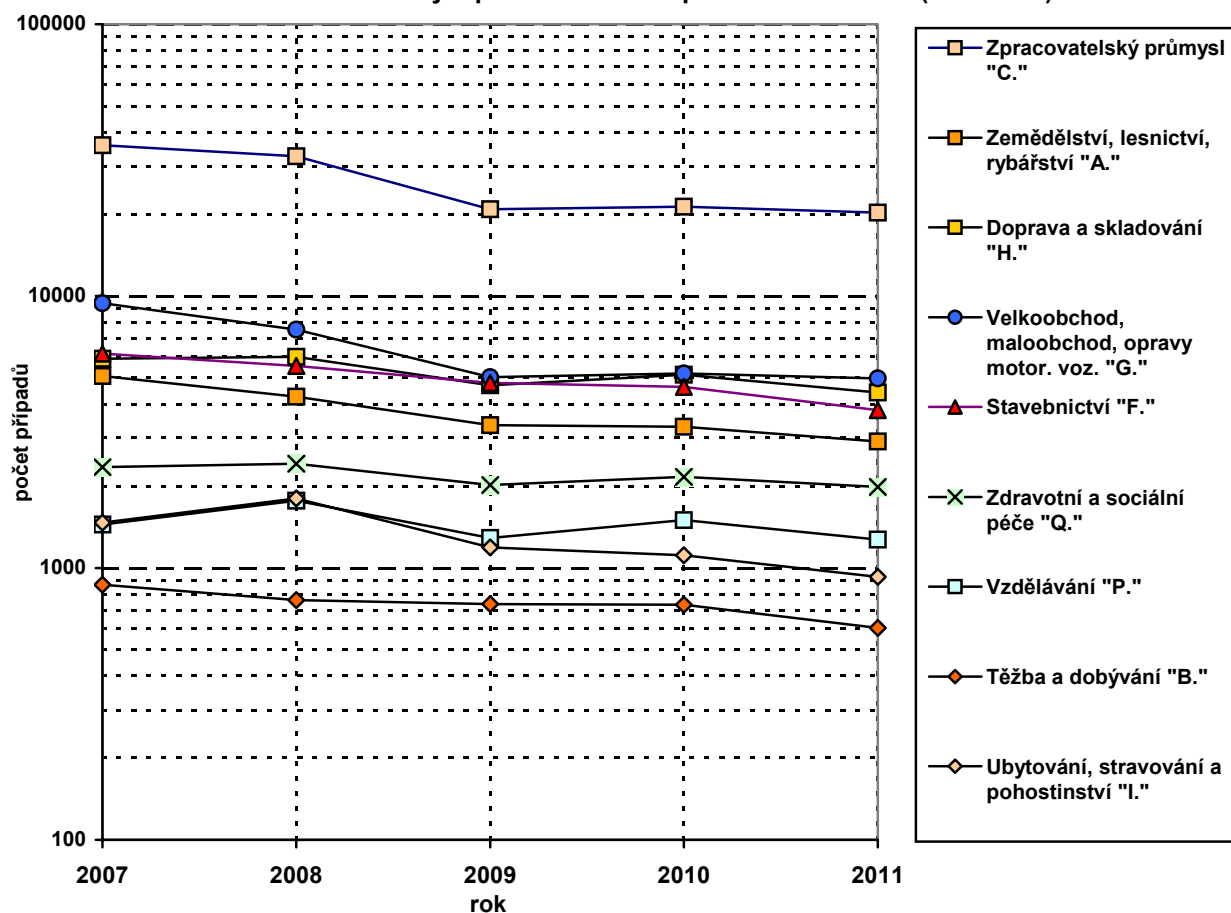 100000
10000
1000
100
počet případů
2007
2008
2009
2010
2011
rok
Zpracovatelský průmysl
"C."
Zemědělství, lesnictví,
rybářství "A."
Doprava a skladování
"H."
Velkoobchod,
maloobchod, opravy
motor. voz. "G."
Stavebnictví "F."
Zdravotní a sociální
péče "Q."
Vzdělávání "P."
Těžba a dobývání "B."
Ubytování, stravování a
pohostinství "I."